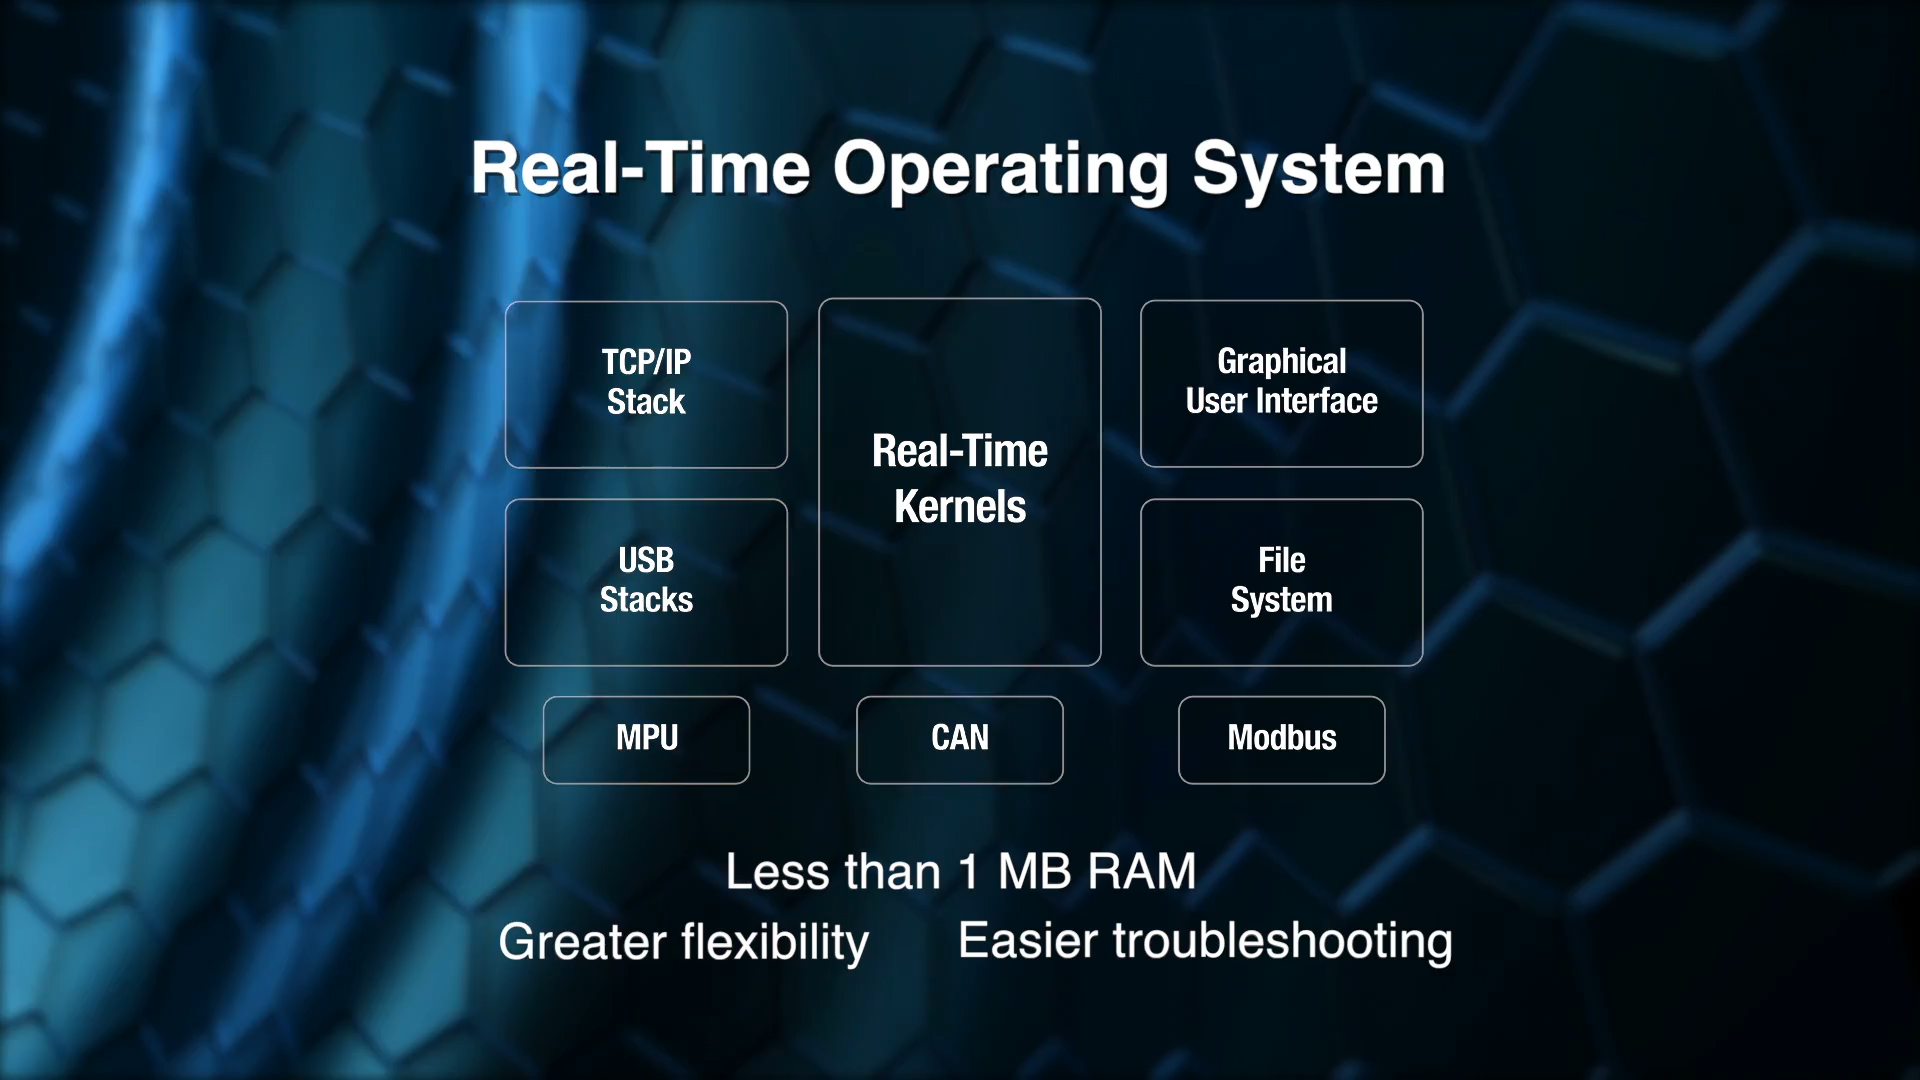 Real-Time Operating System
TCP/IP
Stack
Real-Time
Kernels
Graphical
User Interface
USB
Stacks
File
System
MPU
CAN
Modbus
Less than 1 MB RAM
Greater flexibility
Easier troubleshooting